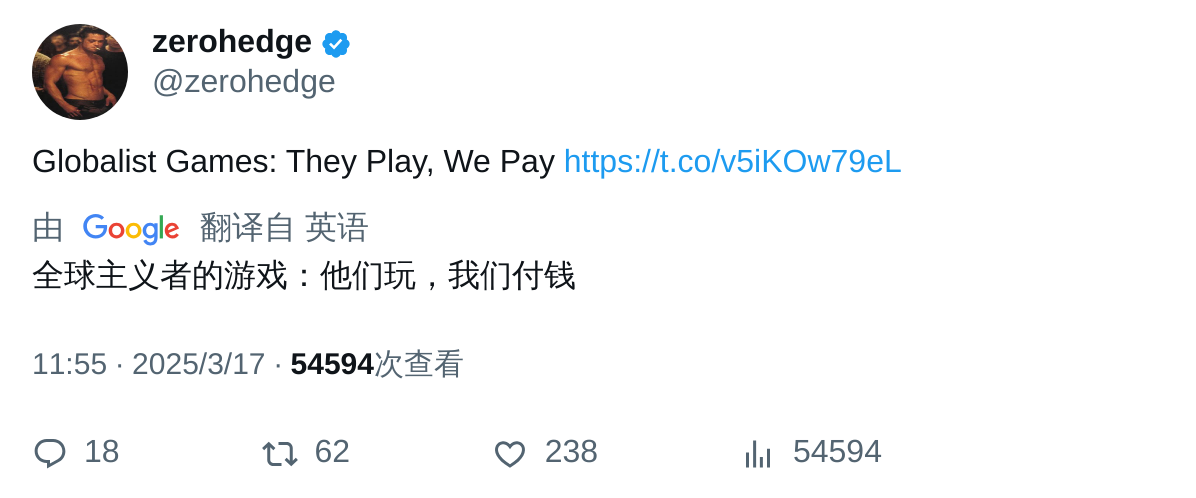 zerohedge
@zerohedge
Globalist Games: They Play, We Pay https://t.co/v5iKOw79eL
由 Google 翻译自 英语
全球主义者的游戏：他们玩，我们付钱
11:55 · 2025/3/17 · 54594次查看
18 62 238 54594